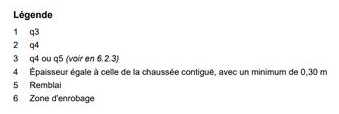 Légende
1 q3
2 q4
3 q4 ou q5 (voir en 6.2.3)
4 Épaisseur égale à celle de la chaussée contiguë, avec un minimum de 0,30 m
5 Remblai
6 Zone d'enrobage